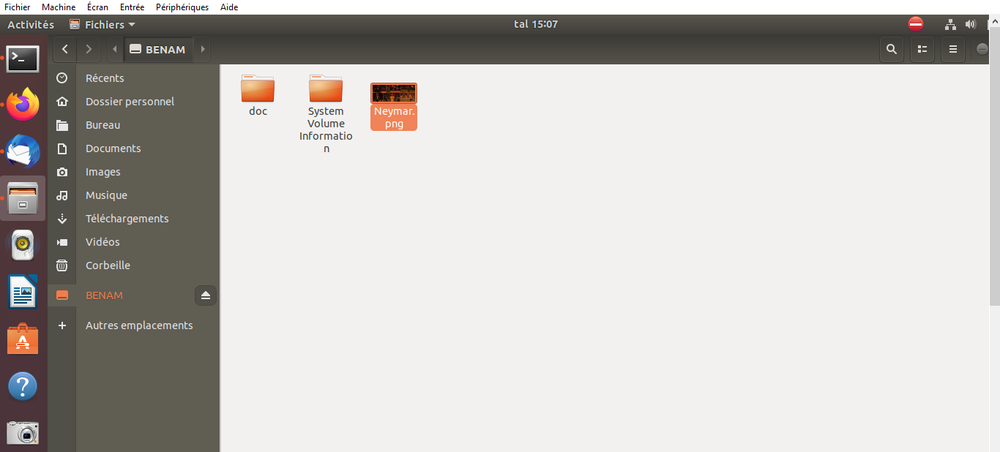 Fichier Machine Écran Entrée Périphériques Aide
Activités Fichiers tal 15:07
BENAM
Récents
Dossier personnel
Bureau
Documents
Images
Musique
Téléchargements
Vidéos
Corbeille
BENAM
Autres emplacements
doc
System
Volume
Informatio
n
Neymar.
png